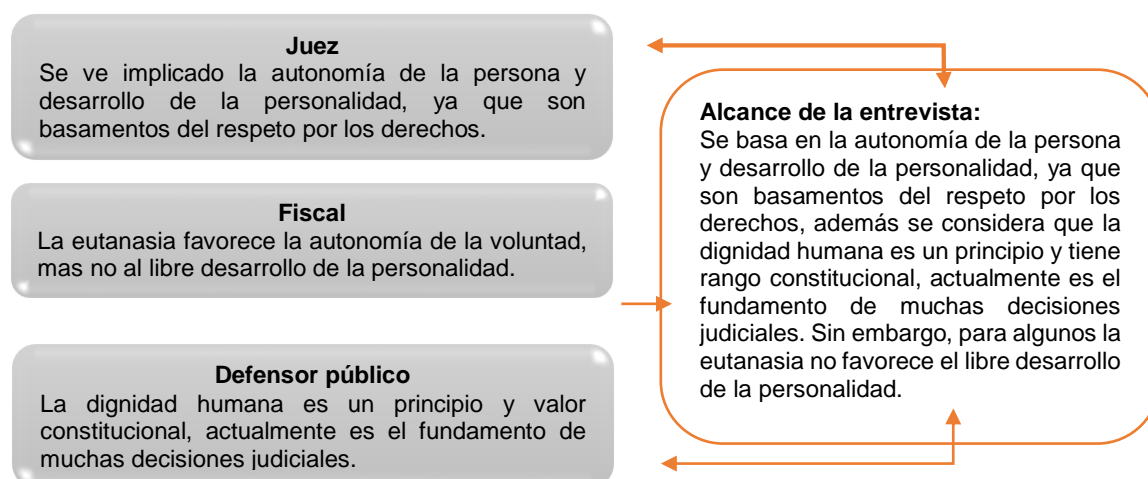 Juez
Se ve implicado la autonomía de la persona y
desarrollo de la personalidad, ya que son
basamentos del respeto por los derechos.
Fiscal
La eutanasia favorece la autonomía de la voluntad,
mas no al libre desarrollo de la personalidad.
Defensor público
La dignidad humana es un principio y valor
constitucional, actualmente es el fundamento de
muchas decisiones judiciales.
Alcance de la entrevista:
Se basa en la autonomía de la persona
y desarrollo de la personalidad, ya que
son basamentos del respeto por los
derechos, además se considera que la
dignidad humana es un principio y tiene
rango constitucional, actualmente es el
fundamento de muchas decisiones
judiciales. Sin embargo, para algunos la
eutanasia no favorece el libre desarrollo
de la personalidad.